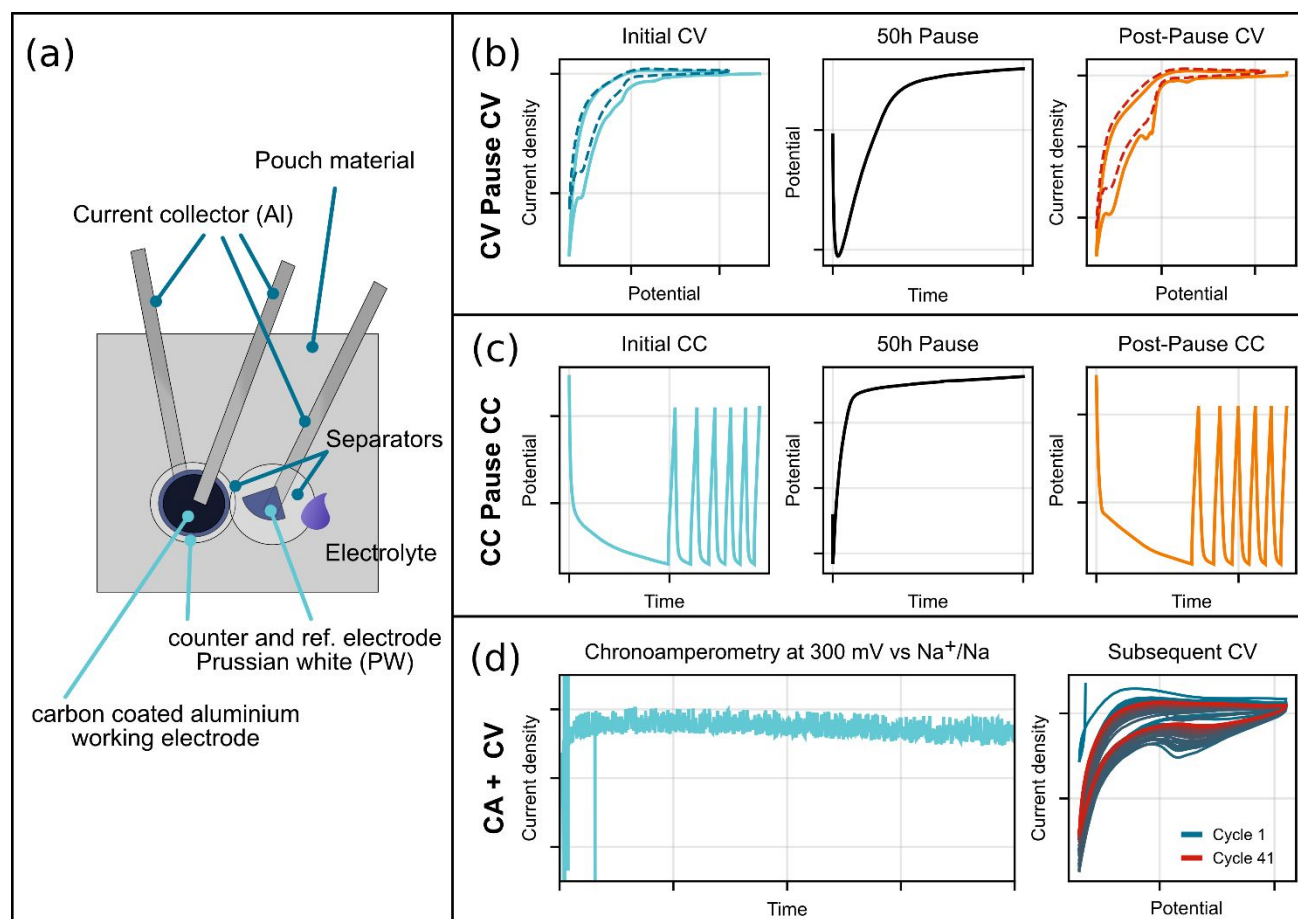 (a)
Pouch material
Current collector (Al)
Separators
Electrolyte
counter and ref. electrode
Prussian white (PW)
carbon coated aluminium
working electrode
(b)
CV Pause CV
Initial CV
Current density
Potential
50h Pause
Potential
Time
Post-Pause CV
Current density
Potential
(c)
CC Pause CC
Initial CC
Potential
Time
50h Pause
Potential
Time
Post-Pause CC
Potential
Time
(d)
CA + CV
Chronoamperometry at 300 mV vs Na⁺/Na
Current density
Time
Subsequent CV
Current density
Cycle 1
Cycle 41
Potential